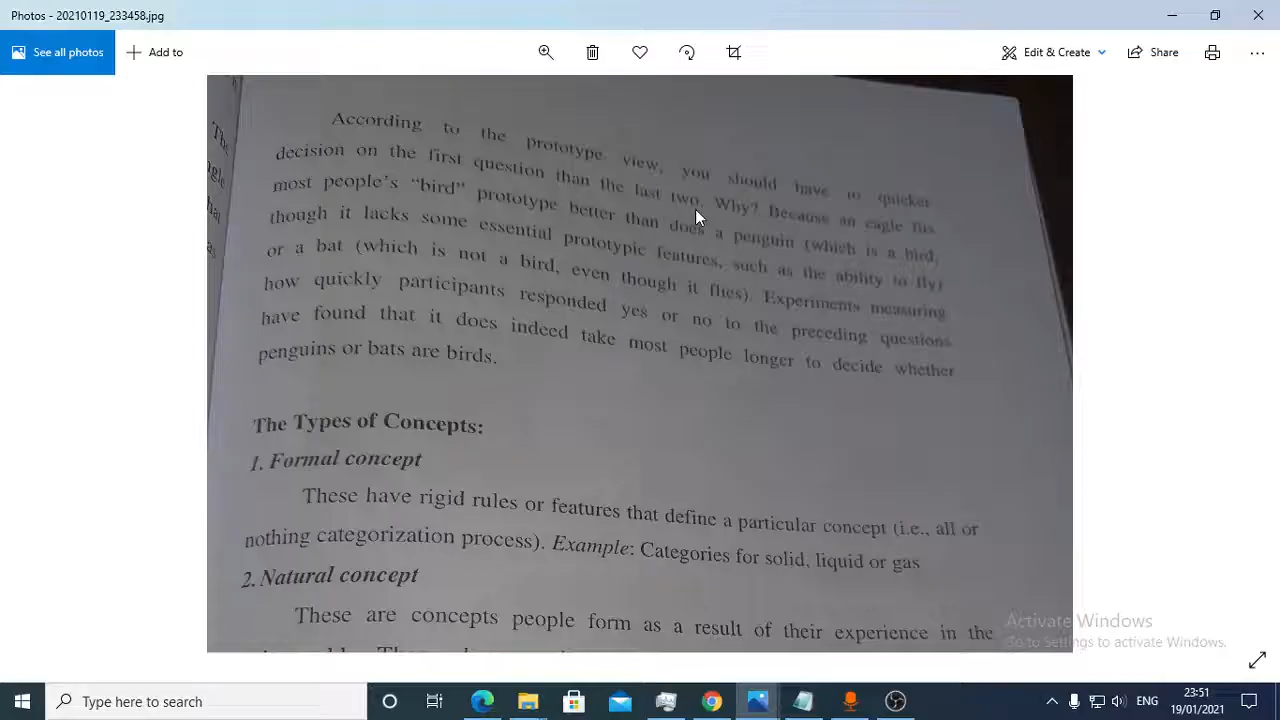 Photos - 20210119_233458.jpg
See all photos
Add to
Edit & Create
Share
According to the prototype view, you should have to quicker
decision on the first question than the last two. Why? Because an eagle fits
most people's "bird" prototype better than does a penguin (which is a bird,
though it lacks some essential prototypic features, such as the ability to fly)
or a bat (which is not a bird, even though it flies). Experiments measuring
how quickly participants responded yes or no to the preceding questions
have found that it does indeed take most people longer to decide whether
penguins or bats are birds.
The Types of Concepts:
1. Formal concept
These have rigid rules or features that define a particular concept (i.e., all or
nothing categorization process). Example: Categories for solid, liquid or gas
2. Natural concept
These are concepts people form as a result of their experience in the
Activate Windows
Go to Settings to activate Windows.
Type here to search
ENG
23:51
19/01/2021